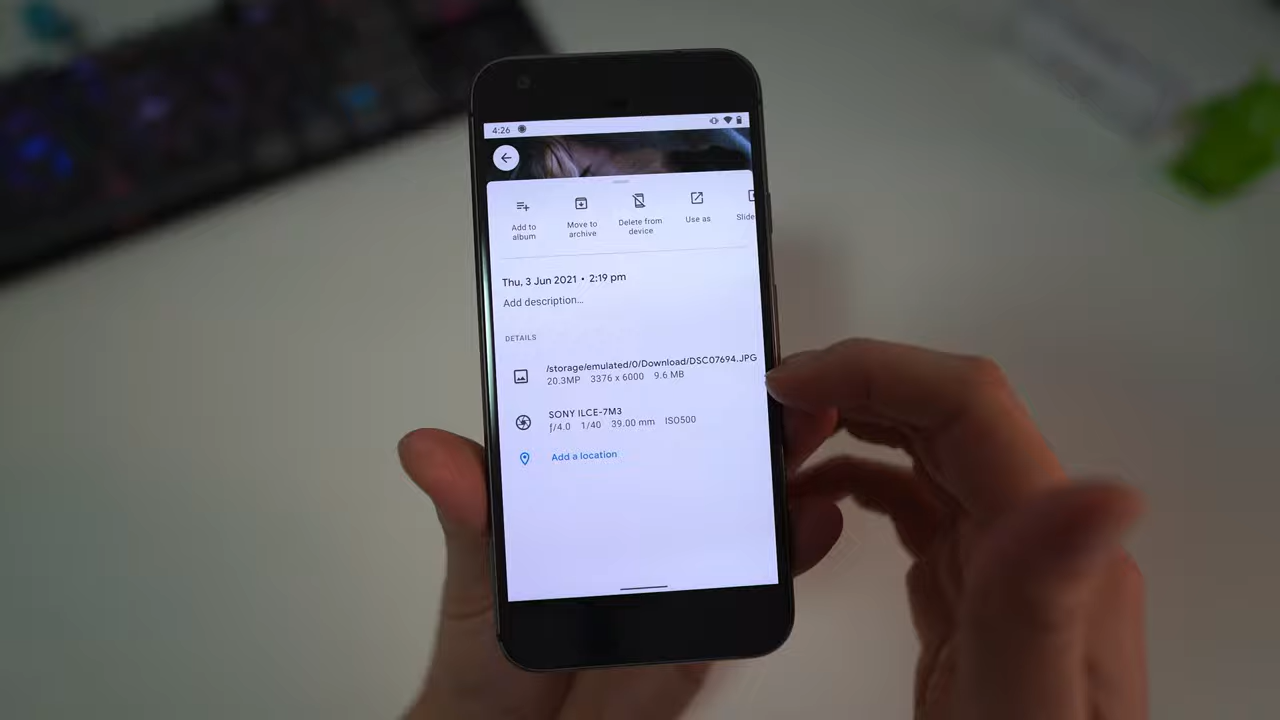 4:26
Add to album
Move to archive
Delete from device
Use as
Slide
Thu, 3 Jun 2021 • 2:19 pm
Add description...
DETAILS
/storage/emulated/0/Download/DSC07694.JPG
20.3MP 3376 x 6000 9.6 MB
SONY ILCE-7M3
ƒ/4.0 1/40 39.00 mm ISO500
Add a location